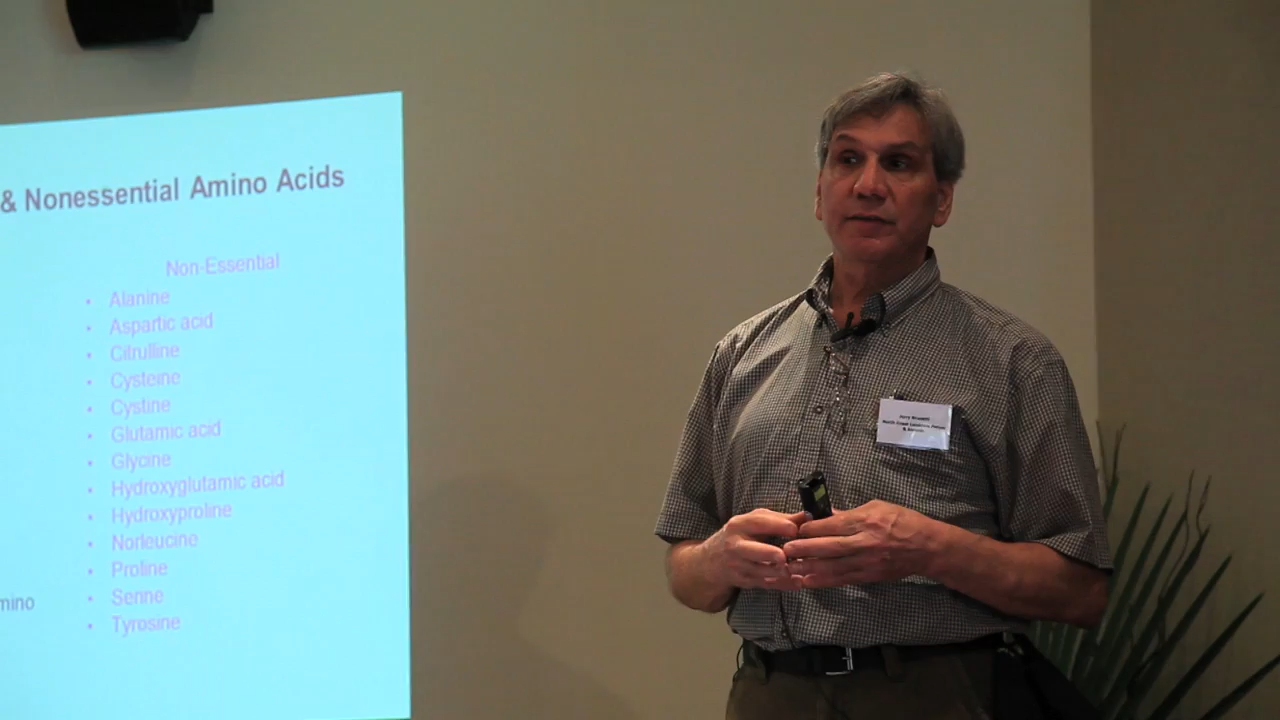 & Nonessential Amino Acids
Non-Essential
• Alanine
• Aspartic acid
• Citrulline
• Cysteine
• Cystine
• Glutamic acid
• Glycine
• Hydroxyglutamic acid
• Hydroxyproline
• Norleucine
• Proline
mino
• Serine
• Tyrosine